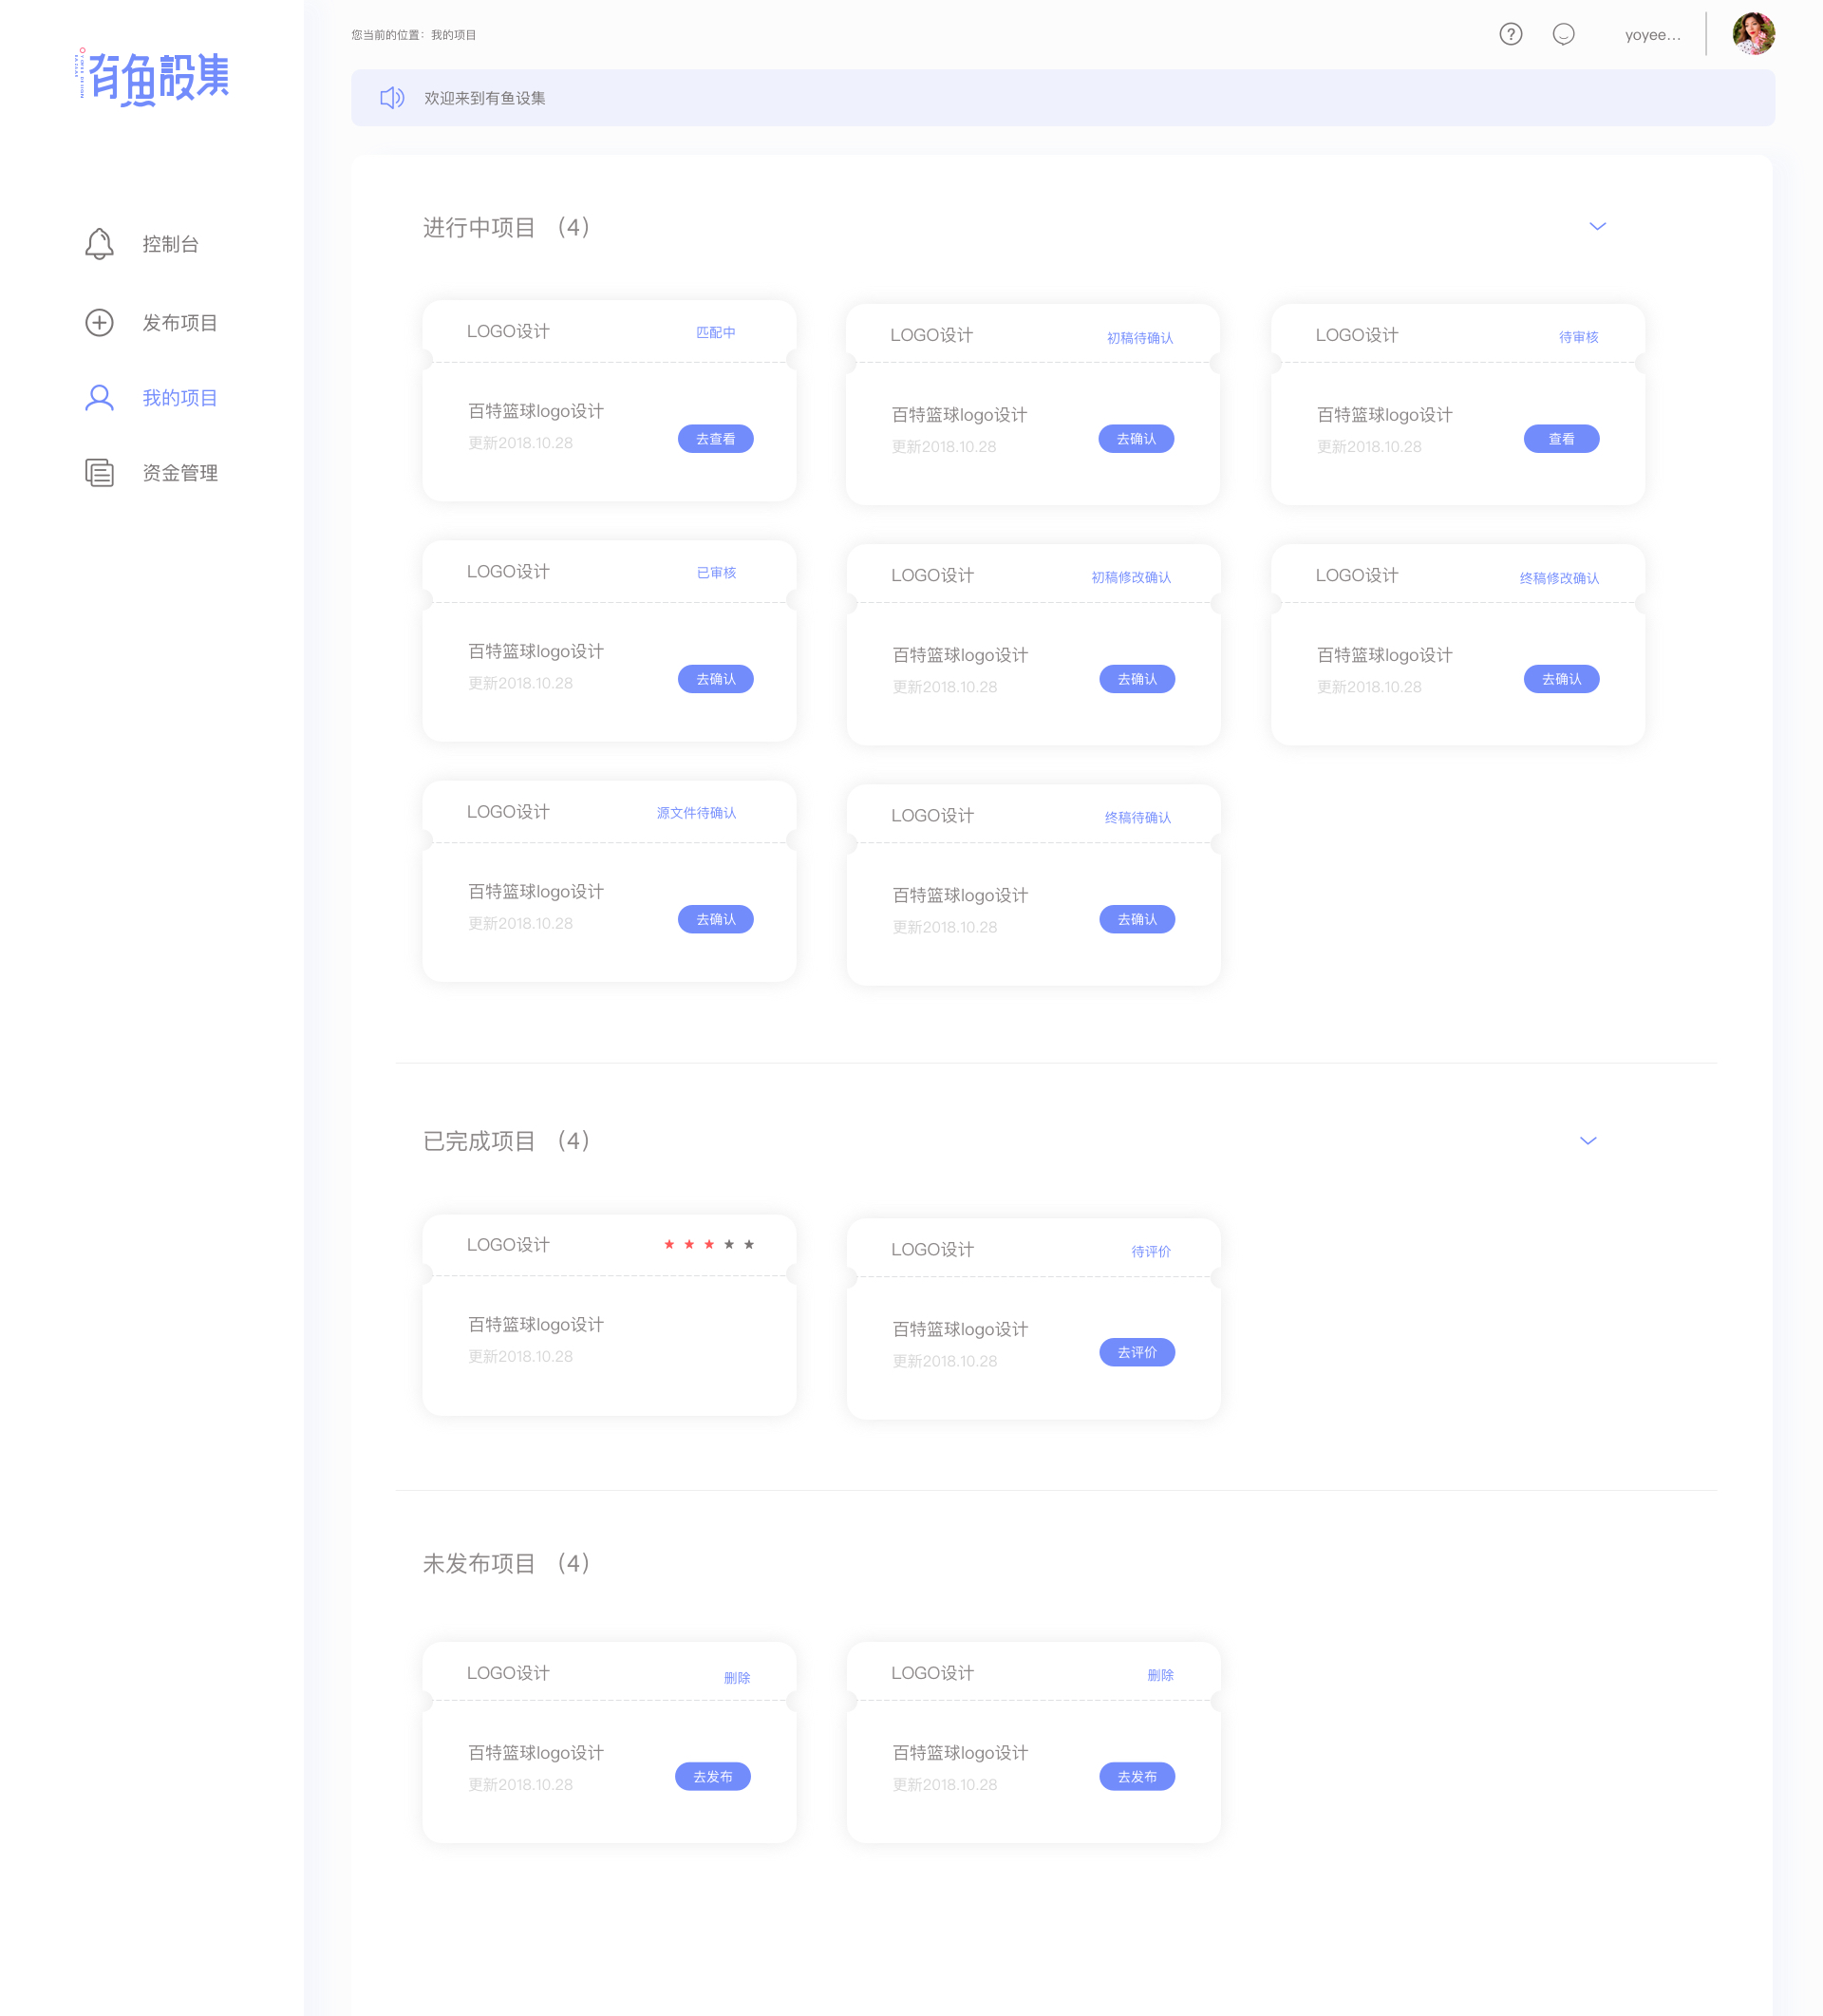 您当前的位置：我的项目
yoyee...
有鱼設集
欢迎来到有鱼设集
控制台
发布项目
我的项目
资金管理
进行中项目 （4）
LOGO设计 匹配中
百特篮球logo设计
更新2018.10.28
去查看
LOGO设计 初稿待确认
百特篮球logo设计
更新2018.10.28
去确认
LOGO设计 待审核
百特篮球logo设计
更新2018.10.28
查看
LOGO设计 已审核
百特篮球logo设计
更新2018.10.28
去确认
LOGO设计 初稿修改确认
百特篮球logo设计
更新2018.10.28
去确认
LOGO设计 终稿修改确认
百特篮球logo设计
更新2018.10.28
去确认
LOGO设计 源文件待确认
百特篮球logo设计
更新2018.10.28
去确认
LOGO设计 终稿待确认
百特篮球logo设计
更新2018.10.28
去确认
已完成项目 （4）
LOGO设计
百特篮球logo设计
更新2018.10.28
LOGO设计 待评价
百特篮球logo设计
更新2018.10.28
去评价
未发布项目 （4）
LOGO设计 删除
百特篮球logo设计
更新2018.10.28
去发布
LOGO设计 删除
百特篮球logo设计
更新2018.10.28
去发布